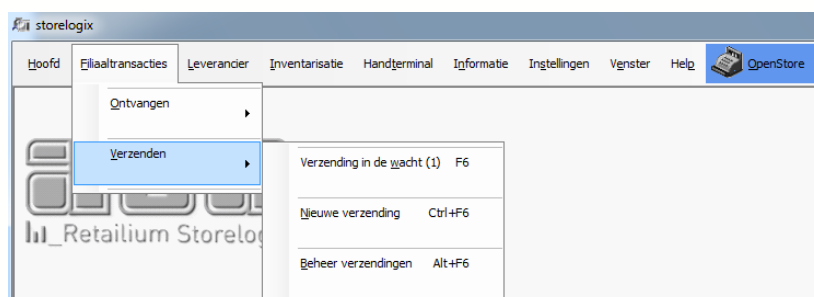 storelogix
Hoofd Filiaaltransacties Leverancier Inventarisatie Handterminal Informatie Instellingen Venster Help OpenStore
Ontvangen
Verzenden
Verzending in de wacht (1) F6
Nieuwe verzending Ctrl+F6
Retailium Storelog
Beheer verzendingen Alt+F6